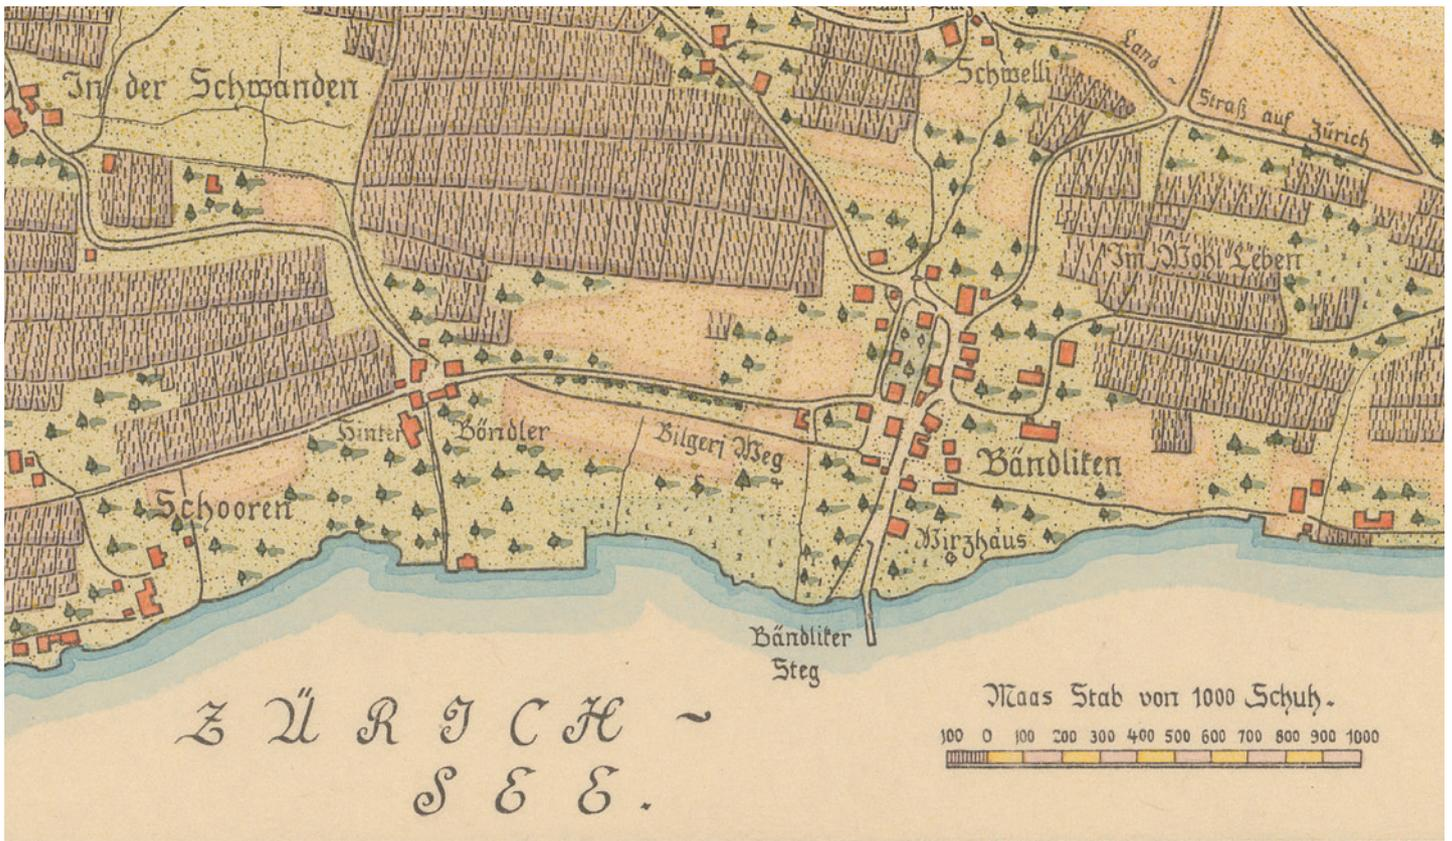 In der Schwanden
Schwelli
Land ~
Straß auf Zürich
Im Wohl Leben
Hinter
Böndler
Bilgeri Weg
Bändliken
Schooren
Wirzhaus
Bändliker
Steg
ZÜRICH ~
SEE.
Maas Stab von 1000 Schuh.
100 0 100 200 300 400 500 600 700 800 900 1000